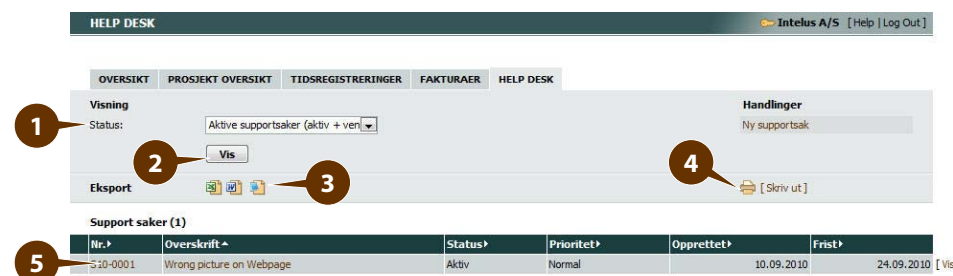 HELP DESK
Intelus A/S [ Help | Log Out ]
OVERSIKT PROSJEKT OVERSIKT TIDSREGISTRERINGER FAKTURAER HELP DESK
Visning Handlinger
1 Status: Aktive supportsaker (aktiv + ven Ny supportsak
2 Vis
Eksport 3 4 [ Skriv ut ]
Support saker (1)
Nr. Overskrift Status Prioritet Opprettet Frist
5 Wrong picture on Webpage Aktiv Normal 10.09.2010 24.09.2010 [ Vis